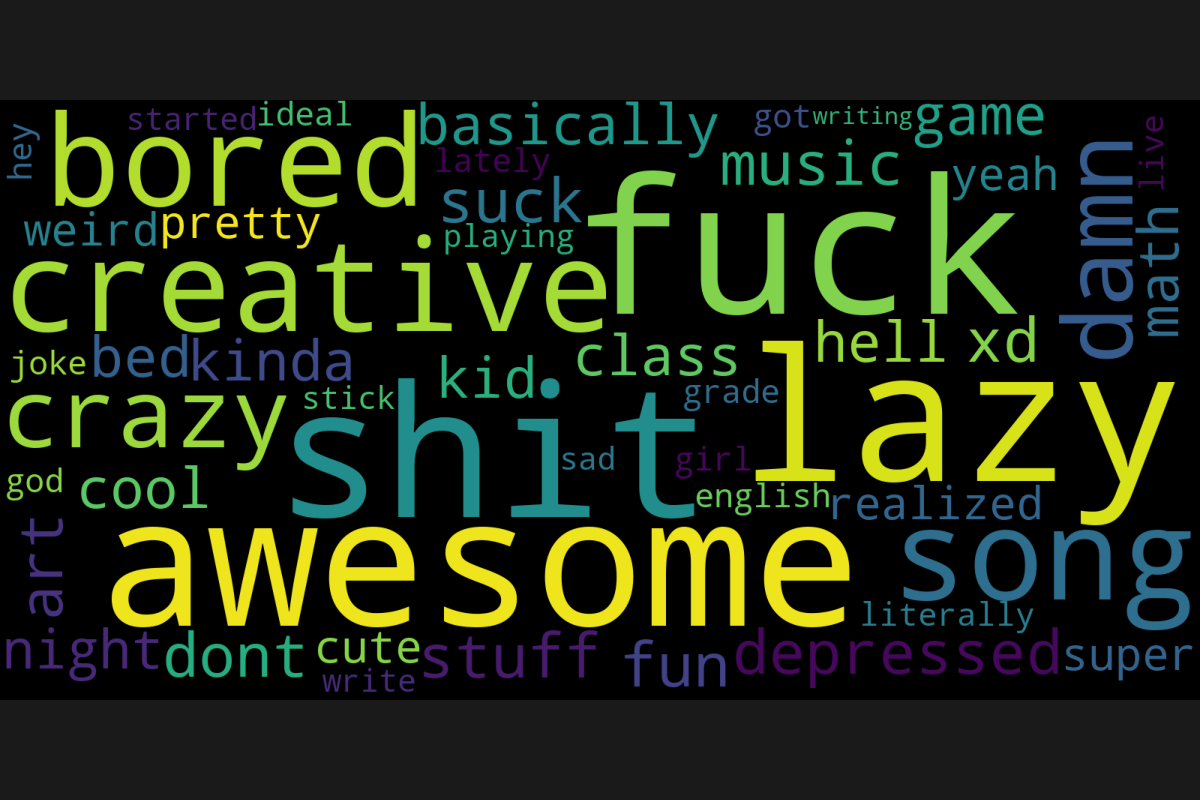 hey
started
ideal
basically
got
writing
game
live
bored
lately
music
yeah
damn
suck
fuck
weird
pretty
playing
math
creative
joke
bed
kinda
kid
class
hell
xd
crazy
stick
shit
grade
lazy
sad
girl
god
cool
english
realized
art
awesome
song
literally
night
dont
cute
write
stuff
fun
depressed
super